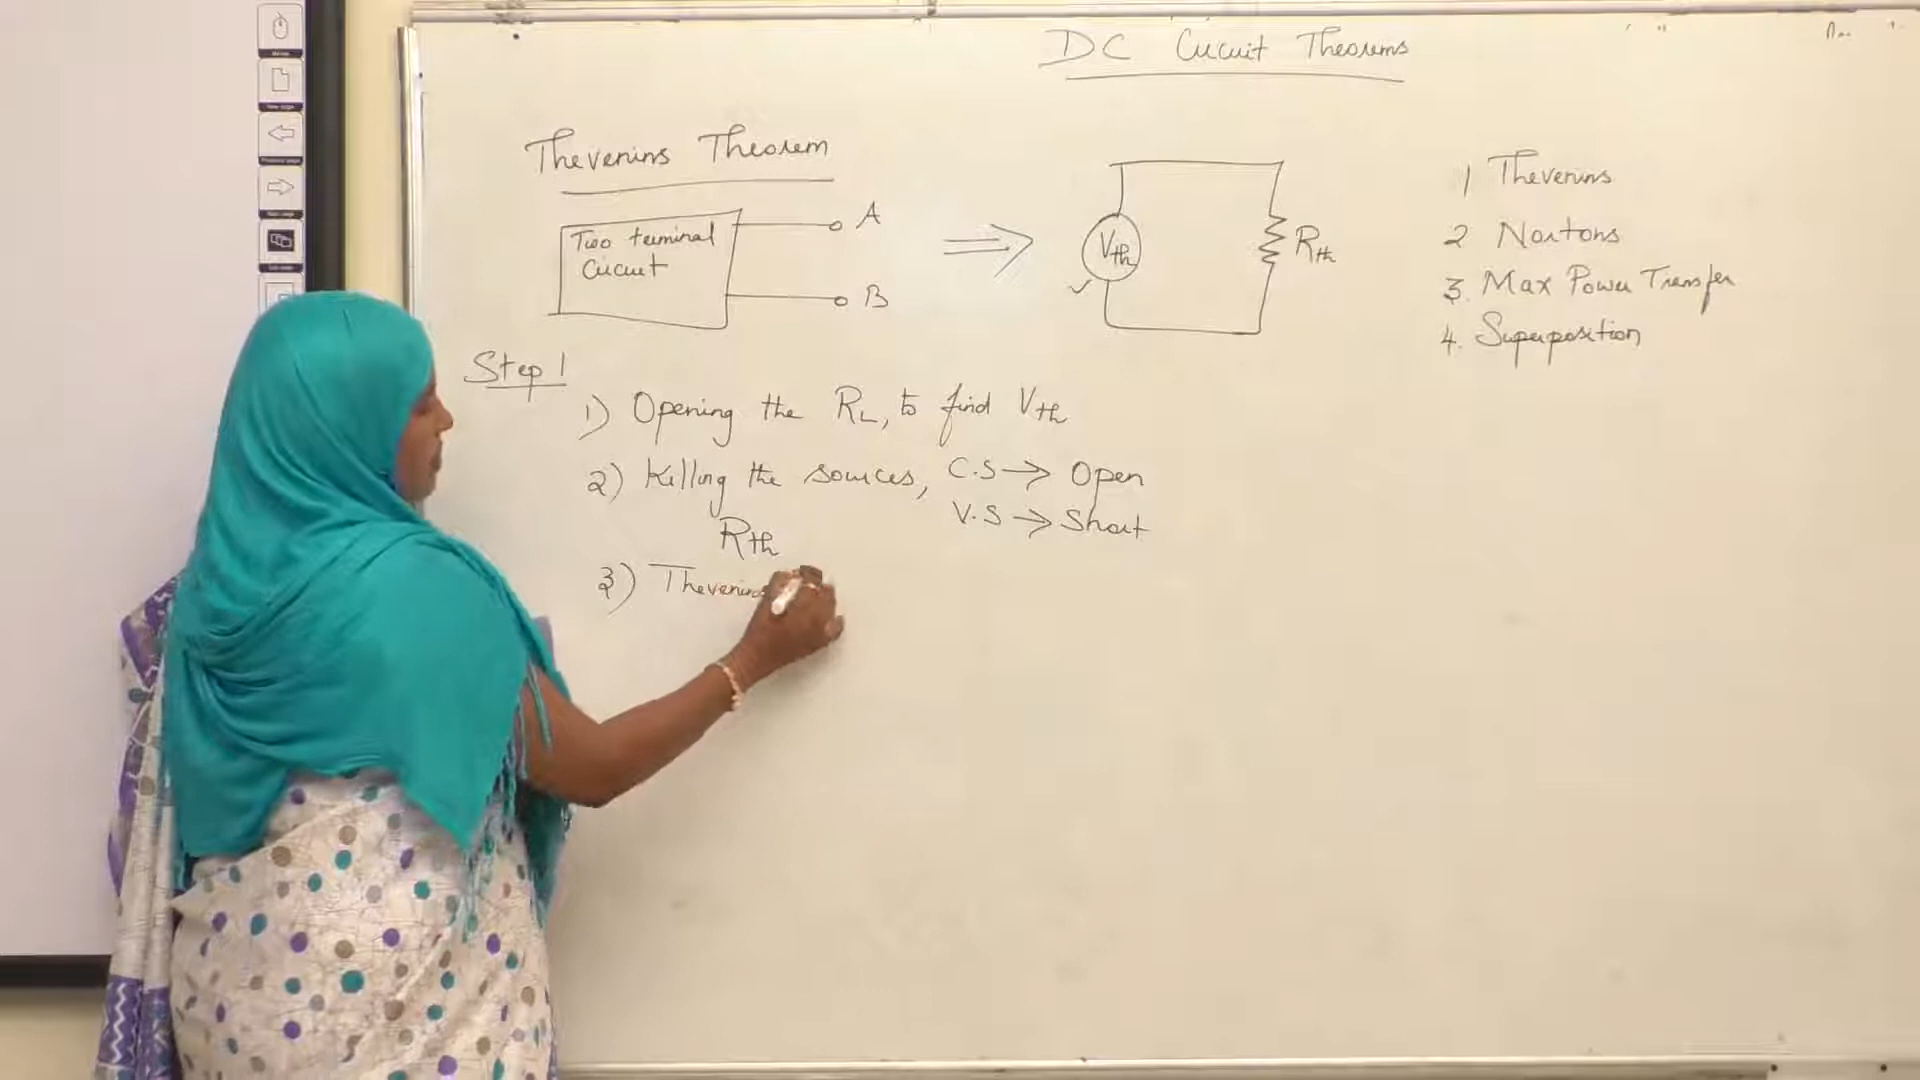 DC Circuit Theorems
Thevenins Theorem
Two terminal
Circuit
A
B
Vth
Rth
1 Thevenins
2 Nortons
3. Max Power Transfer
4. Superposition
Step 1
1) Opening the RL, to find Vth
2) Killing the sources, C.S → Open
V.S → Short
Rth
3) Thevenins